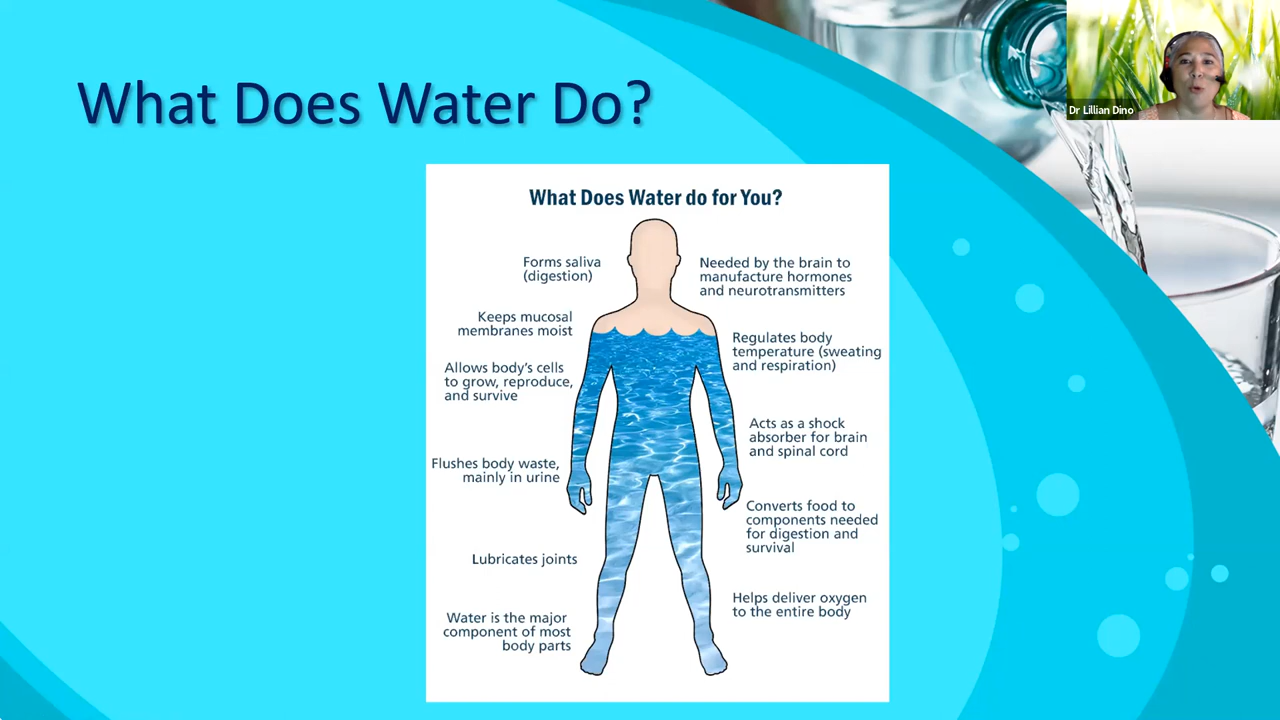 What Does Water Do?
Dr Lillian Dino
What Does Water do for You?
Forms saliva
(digestion)
Keeps mucosal
membranes moist
Allows body's cells
to grow, reproduce,
and survive
Flushes body waste,
mainly in urine
Lubricates joints
Water is the major
component of most
body parts
Needed by the brain to
manufacture hormones
and neurotransmitters
Regulates body
temperature (sweating
and respiration)
Acts as a shock
absorber for brain
and spinal cord
Converts food to
components needed
for digestion and
survival
Helps deliver oxygen
to the entire body